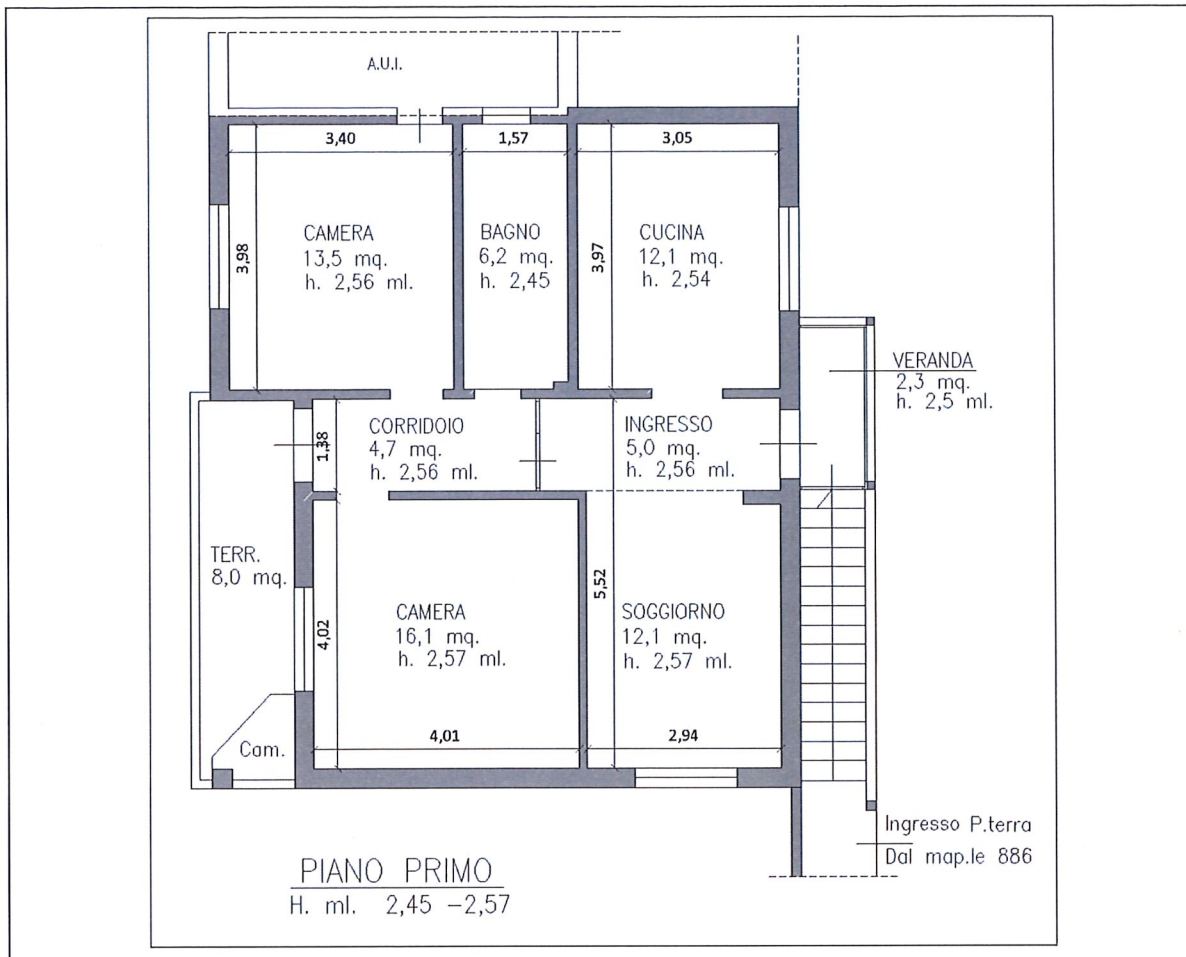 A.U.I.
3,40
1,57
3,05
3,98
CAMERA
13,5 mq.
h. 2,56 ml.
BAGNO
6,2 mq.
h. 2,45
3,97
CUCINA
12,1 mq.
h. 2,54
VERANDA
2,3 mq.
h. 2,5 ml.
1,38
CORRIDOIO
4,7 mq.
h. 2,56 ml.
INGRESSO
5,0 mq.
h. 2,56 ml.
TERR.
8,0 mq.
4,02
CAMERA
16,1 mq.
h. 2,57 ml.
5,52
SOGGIORNO
12,1 mq.
h. 2,57 ml.
4,01
2,94
Cam.
Ingresso P.terra
Dal map.le 886
PIANO PRIMO
H. ml. 2,45 -2,57